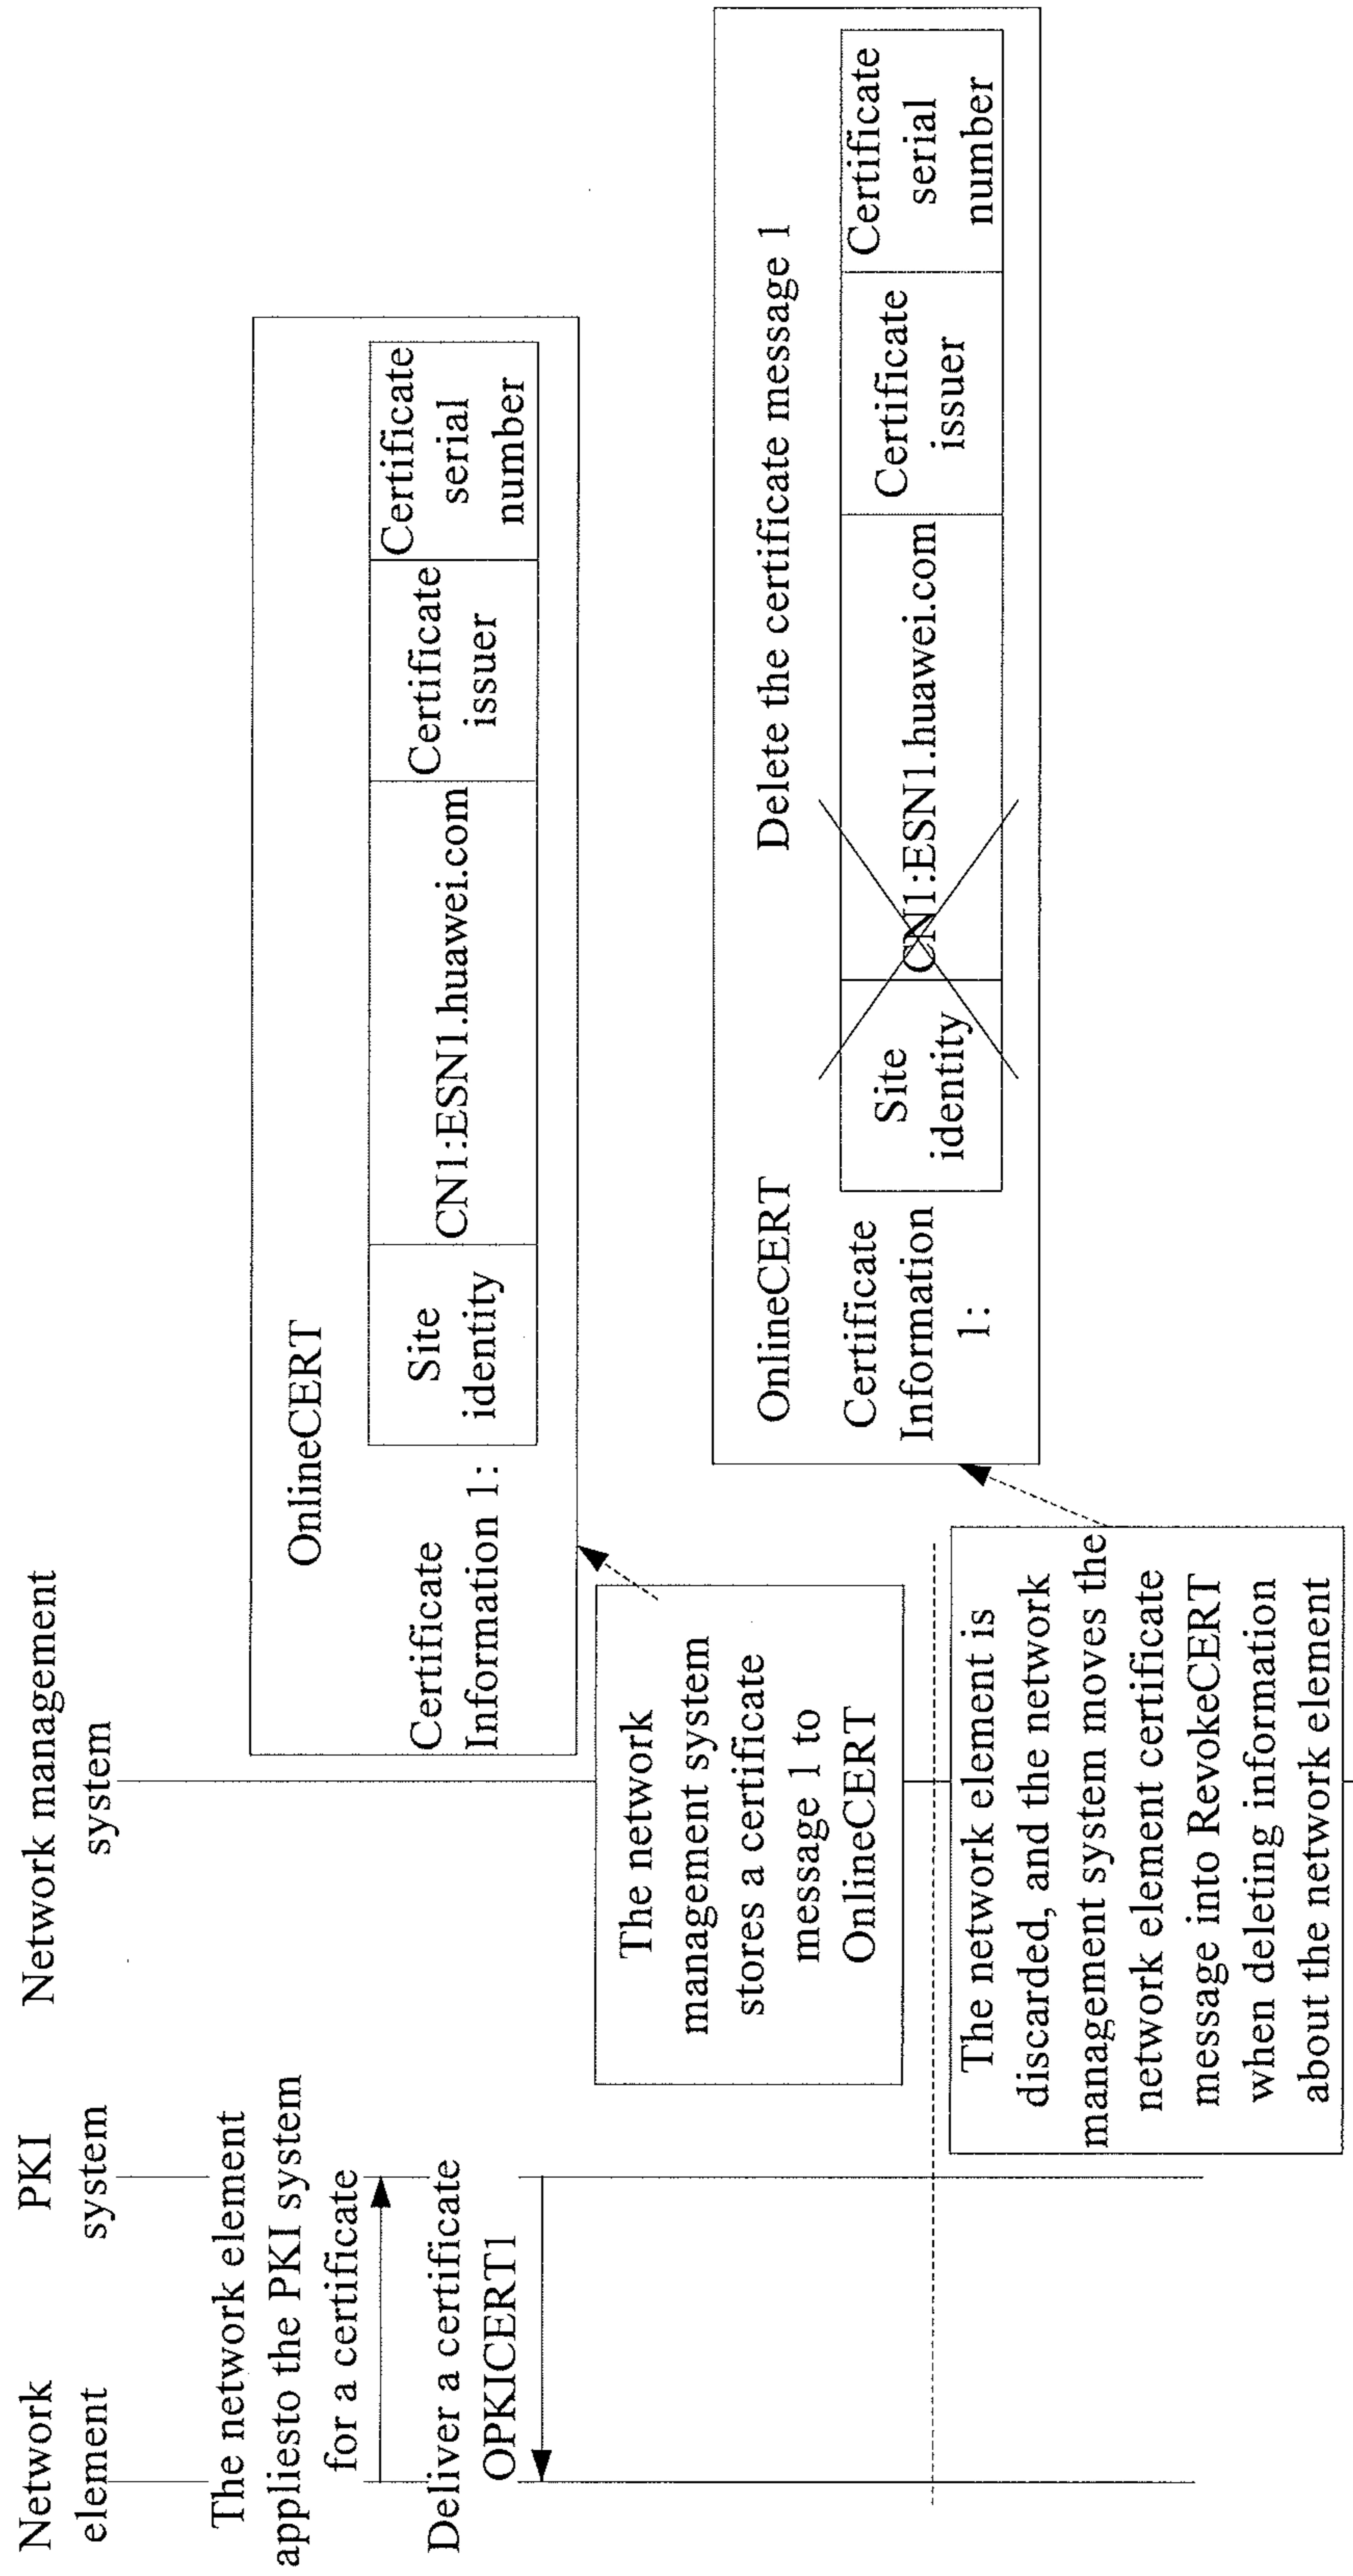 Network
element
PKI
system
Network management
system
The network element
appliesto the PKI system
for a certificate
Deliver a certificate
OPKICERT1
OnlineCERT
Certificate
Information 1:
Site
identity
CN1:ESN1.huawei.com
Certificate
issuer
Certificate
serial
number
The network
management system
stores a certificate
message 1 to
OnlineCERT
OnlineCERT
Delete the certificate message 1
Certificate
Information
1:
Site
identity
CN1:ESN1.huawei.com
Certificate
issuer
Certificate
serial
number
The network element is
discarded, and the network
management system moves the
network element certificate
message into RevokeCERT
when deleting information
about the network element